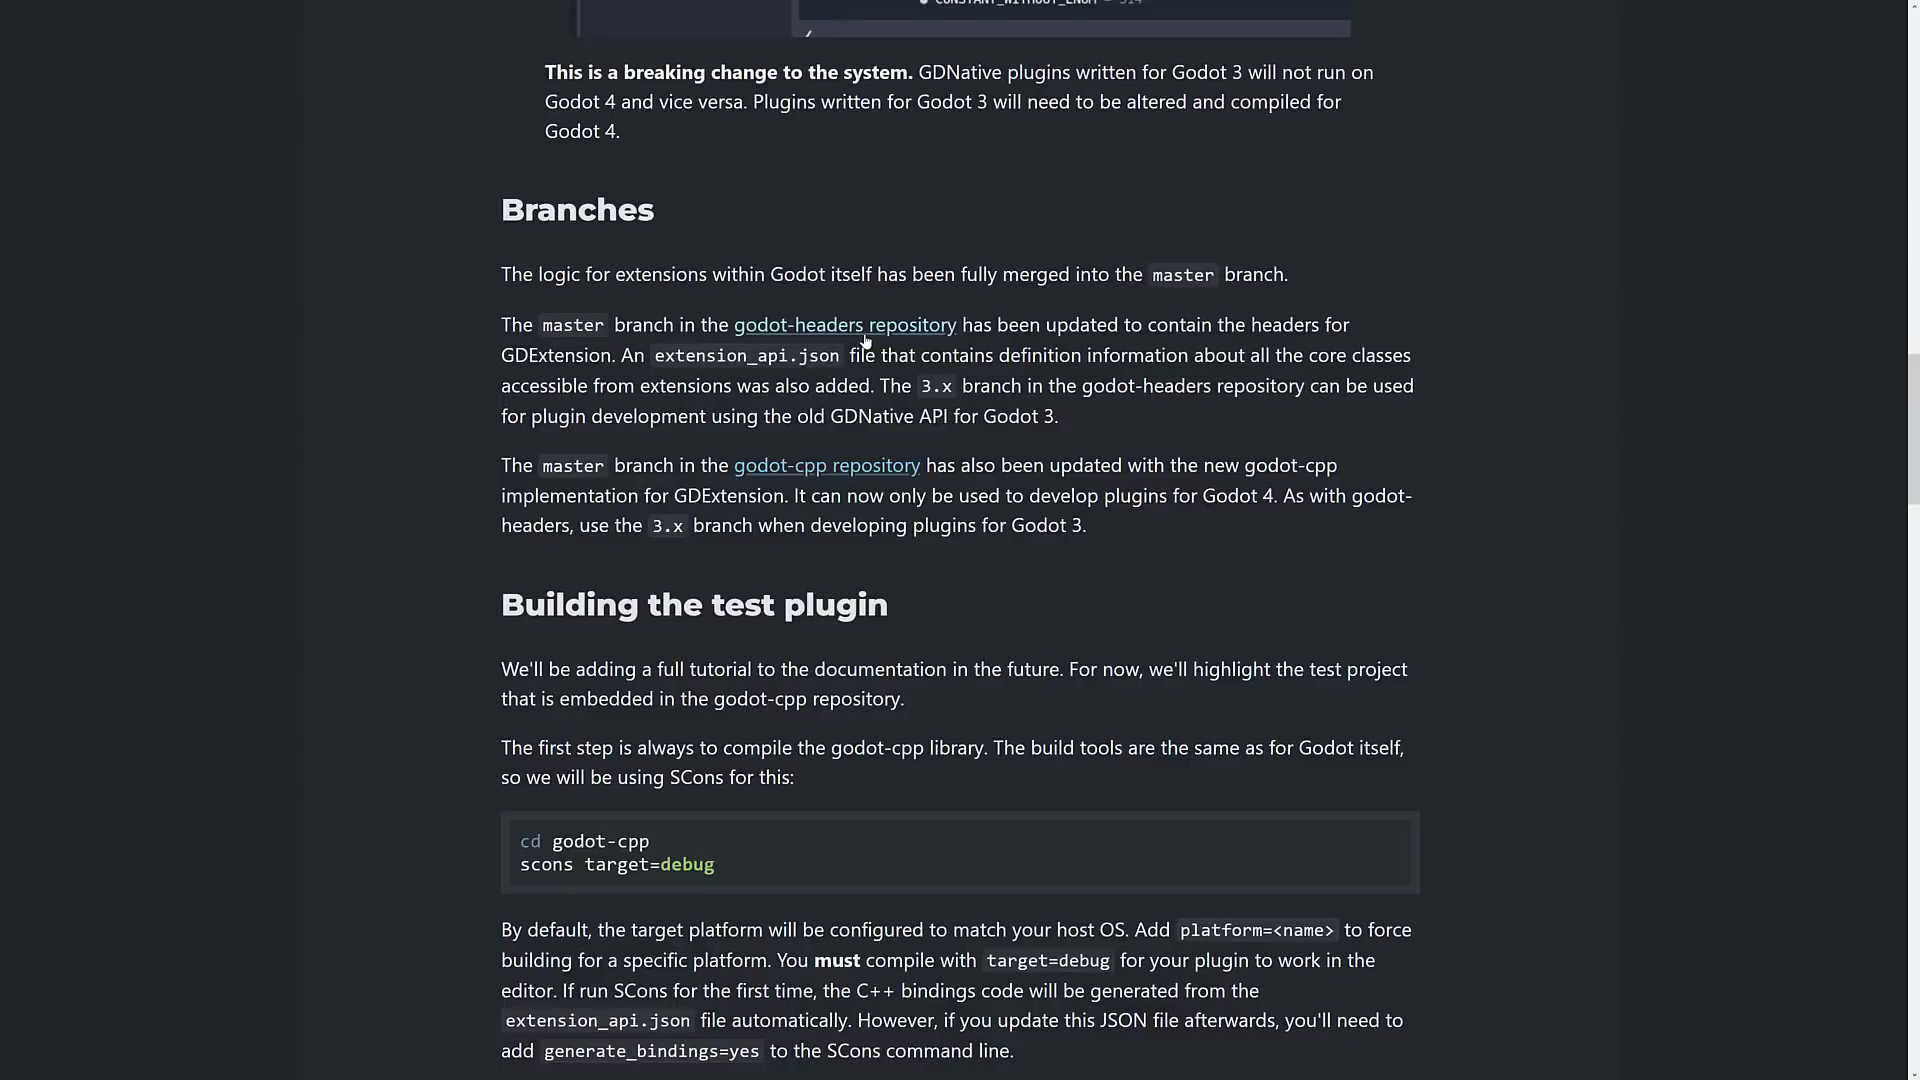 This is a breaking change to the system. GDNative plugins written for Godot 3 will not run on
Godot 4 and vice versa. Plugins written for Godot 3 will need to be altered and compiled for
Godot 4.
Branches
The logic for extensions within Godot itself has been fully merged into the master branch.
The master branch in the godot-headers repository has been updated to contain the headers for
GDExtension. An extension_api.json file that contains definition information about all the core classes
accessible from extensions was also added. The 3.x branch in the godot-headers repository can be used
for plugin development using the old GDNative API for Godot 3.
The master branch in the godot-cpp repository has also been updated with the new godot-cpp
implementation for GDExtension. It can now only be used to develop plugins for Godot 4. As with godot-
headers, use the 3.x branch when developing plugins for Godot 3.
Building the test plugin
We'll be adding a full tutorial to the documentation in the future. For now, we'll highlight the test project
that is embedded in the godot-cpp repository.
The first step is always to compile the godot-cpp library. The build tools are the same as for Godot itself,
so we will be using SCons for this:
cd godot-cpp
scons target=debug
By default, the target platform will be configured to match your host OS. Add platform=<name> to force
building for a specific platform. You must compile with target=debug for your plugin to work in the
editor. If run SCons for the first time, the C++ bindings code will be generated from the
extension_api.json file automatically. However, if you update this JSON file afterwards, you'll need to
add generate_bindings=yes to the SCons command line.